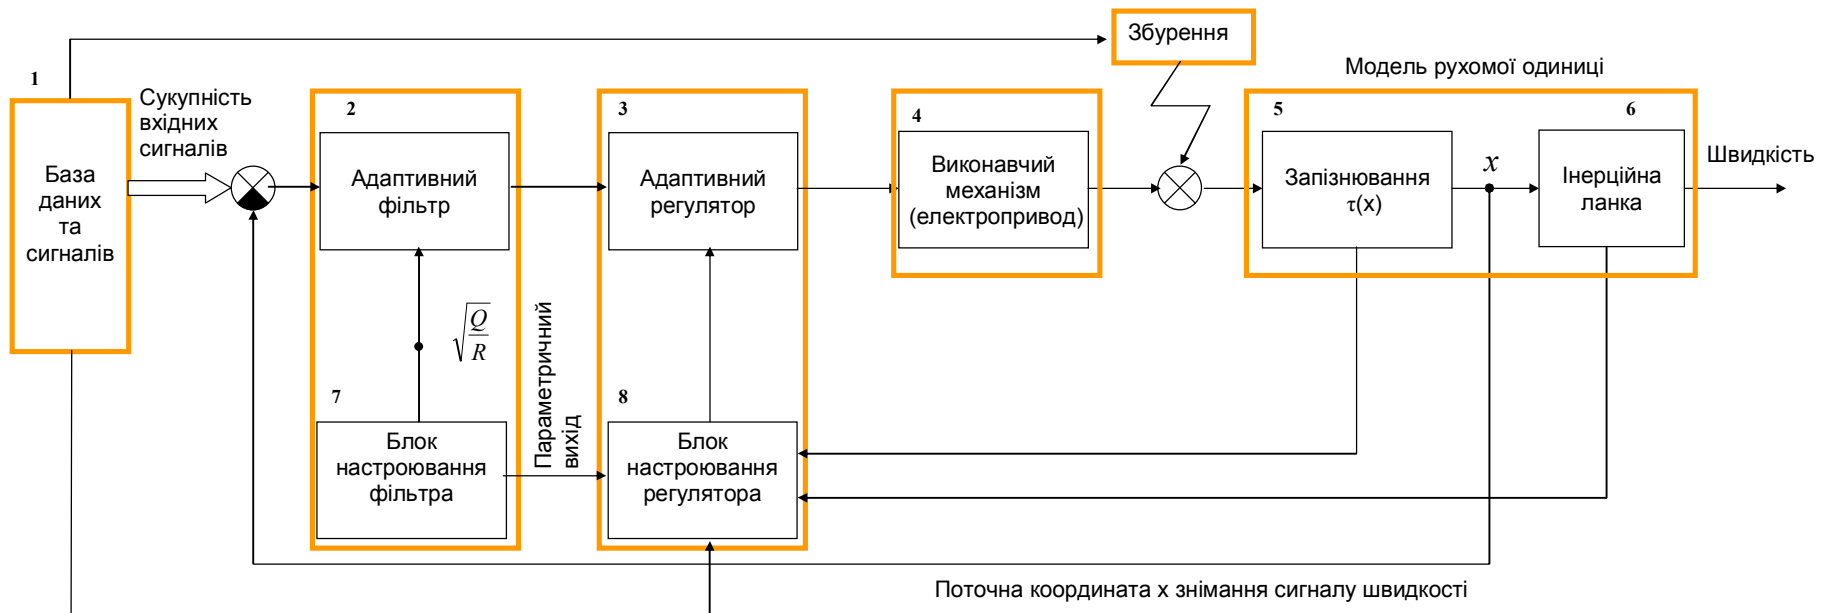 Збурення
Модель рухомої одиниці
1
Сукупність
вхідних
сигналів
2
3
4
5
6
База
даних
та
сигналів
Адаптивний
фільтр
Адаптивний
регулятор
Виконавчий
механізм
(електропривод)
Запізнювання
τ(x)
x
Інерційна
ланка
Швидкість
√(Q/R)
Параметричний
вихід
7
8
Блок
настроювання
фільтра
Блок
настроювання
регулятора
Поточна координата x знімання сигналу швидкості